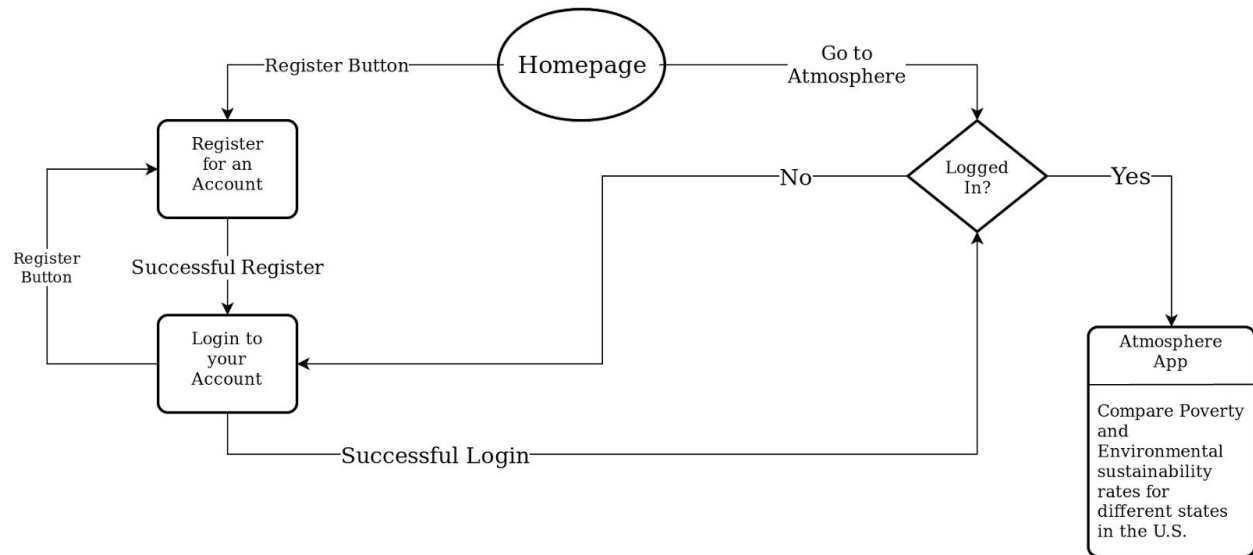 Homepage
Register Button
Go to
Atmosphere
Register
for an
Account
Logged
In?
No
Yes
Register
Button
Successful Register
Login to
your
Account
Successful Login
Atmosphere
App
Compare Poverty
and
Environmental
sustainability
rates for
different states
in the U.S.